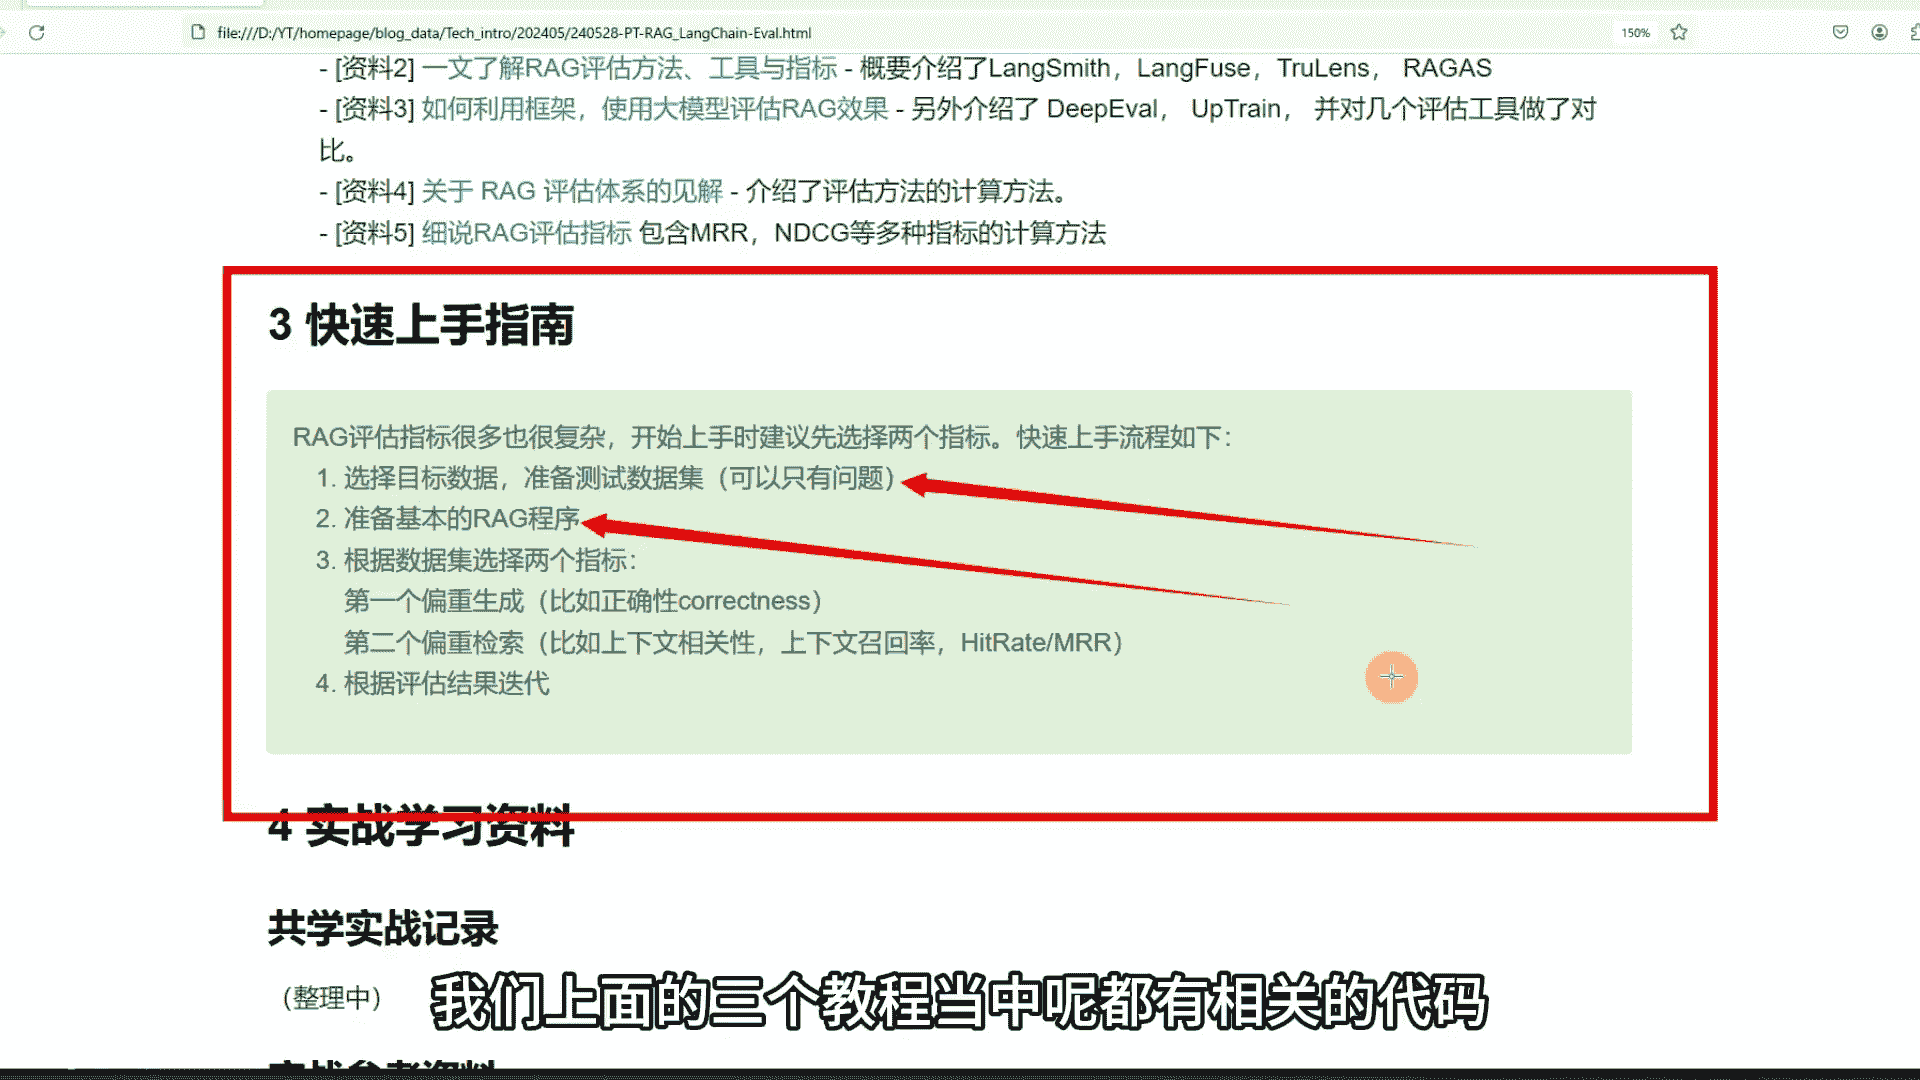 file:///D:/YT/homepage/blog_data/Tech_intro/202405/240528-PT-RAG_LangChain-Eval.html
150%
- [资料2] 一文了解RAG评估方法、工具与指标 - 概要介绍了LangSmith，LangFuse，TruLens， RAGAS
- [资料3] 如何利用框架，使用大模型评估RAG效果 - 另外介绍了 DeepEval， UpTrain， 并对几个评估工具做了对
比。
- [资料4] 关于 RAG 评估体系的见解 - 介绍了评估方法的计算方法。
- [资料5] 细说RAG评估指标 包含MRR，NDCG等多种指标的计算方法
3 快速上手指南
RAG评估指标很多也很复杂，开始上手时建议先选择两个指标。快速上手流程如下：
1. 选择目标数据，准备测试数据集（可以只有问题）
2. 准备基本的RAG程序
3. 根据数据集选择两个指标：
第一个偏重生成（比如正确性correctness）
第二个偏重检索（比如上下文相关性，上下文召回率，HitRate/MRR）
4. 根据评估结果迭代
4 实战学习资料
共学实战记录
（整理中）
我们上面的三个教程当中呢都有相关的代码